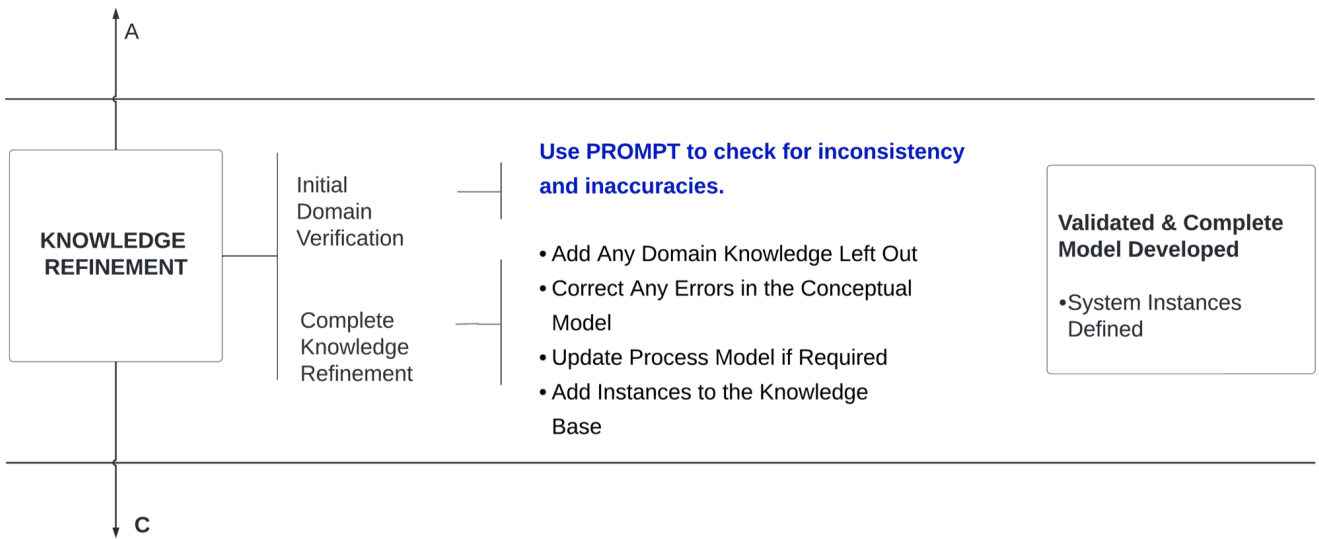 A
KNOWLEDGE
REFINEMENT
Initial
Domain
Verification
Use PROMPT to check for inconsistency
and inaccuracies.
Complete
Knowledge
Refinement
• Add Any Domain Knowledge Left Out
• Correct Any Errors in the Conceptual
Model
• Update Process Model if Required
• Add Instances to the Knowledge
Base
Validated & Complete
Model Developed
•System Instances
Defined
C